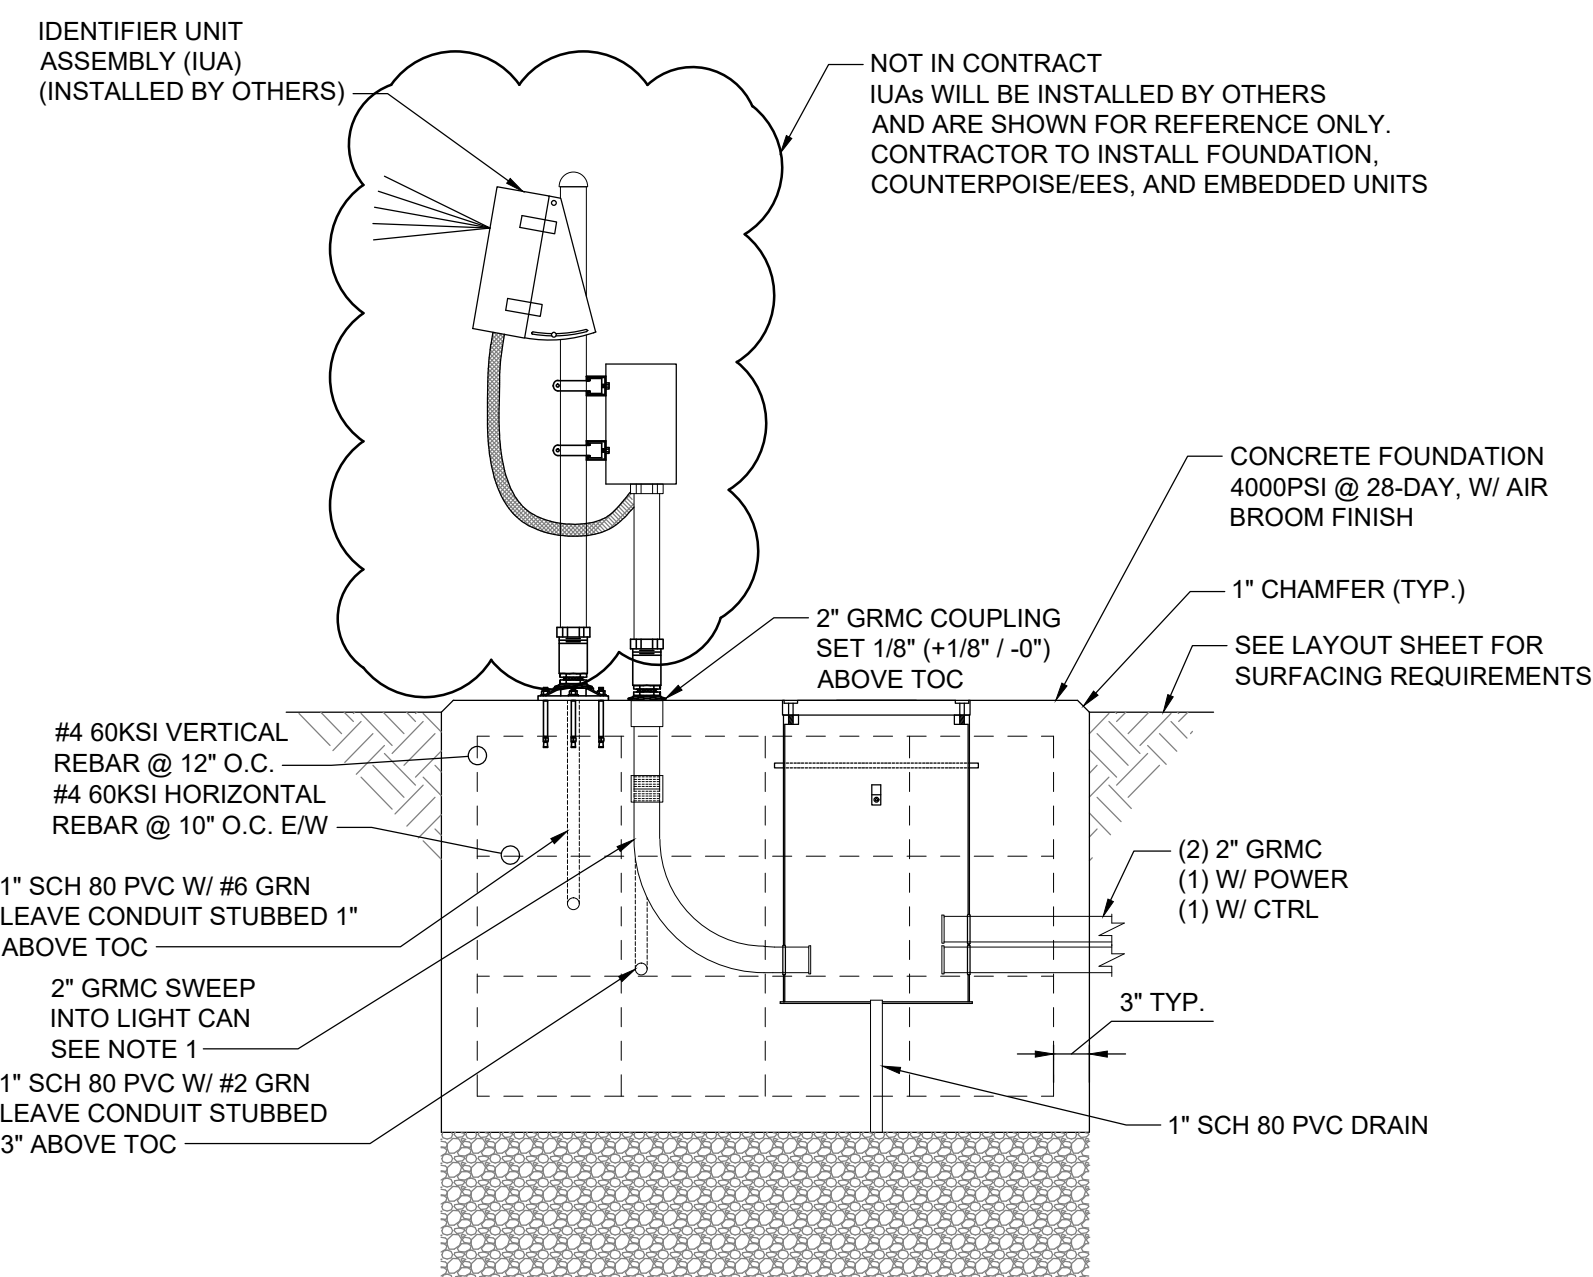 IDENTIFIER UNIT
ASSEMBLY (IUA)
(INSTALLED BY OTHERS)
NOT IN CONTRACT
IUAs WILL BE INSTALLED BY OTHERS
AND ARE SHOWN FOR REFERENCE ONLY.
CONTRACTOR TO INSTALL FOUNDATION,
COUNTERPOISE/EES, AND EMBEDDED UNITS
CONCRETE FOUNDATION
4000PSI @ 28-DAY, W/ AIR
BROOM FINISH
1" CHAMFER (TYP.)
2" GRMC COUPLING
SET 1/8" (+1/8" / -0")
ABOVE TOC
SEE LAYOUT SHEET FOR
SURFACING REQUIREMENTS
#4 60KSI VERTICAL
REBAR @ 12" O.C.
#4 60KSI HORIZONTAL
REBAR @ 10" O.C. E/W
1" SCH 80 PVC W/ #6 GRN
LEAVE CONDUIT STUBBED 1"
ABOVE TOC
2" GRMC SWEEP
INTO LIGHT CAN
SEE NOTE 1
1" SCH 80 PVC W/ #2 GRN
LEAVE CONDUIT STUBBED
3" ABOVE TOC
(2) 2" GRMC
(1) W/ POWER
(1) W/ CTRL
3" TYP.
1" SCH 80 PVC DRAIN